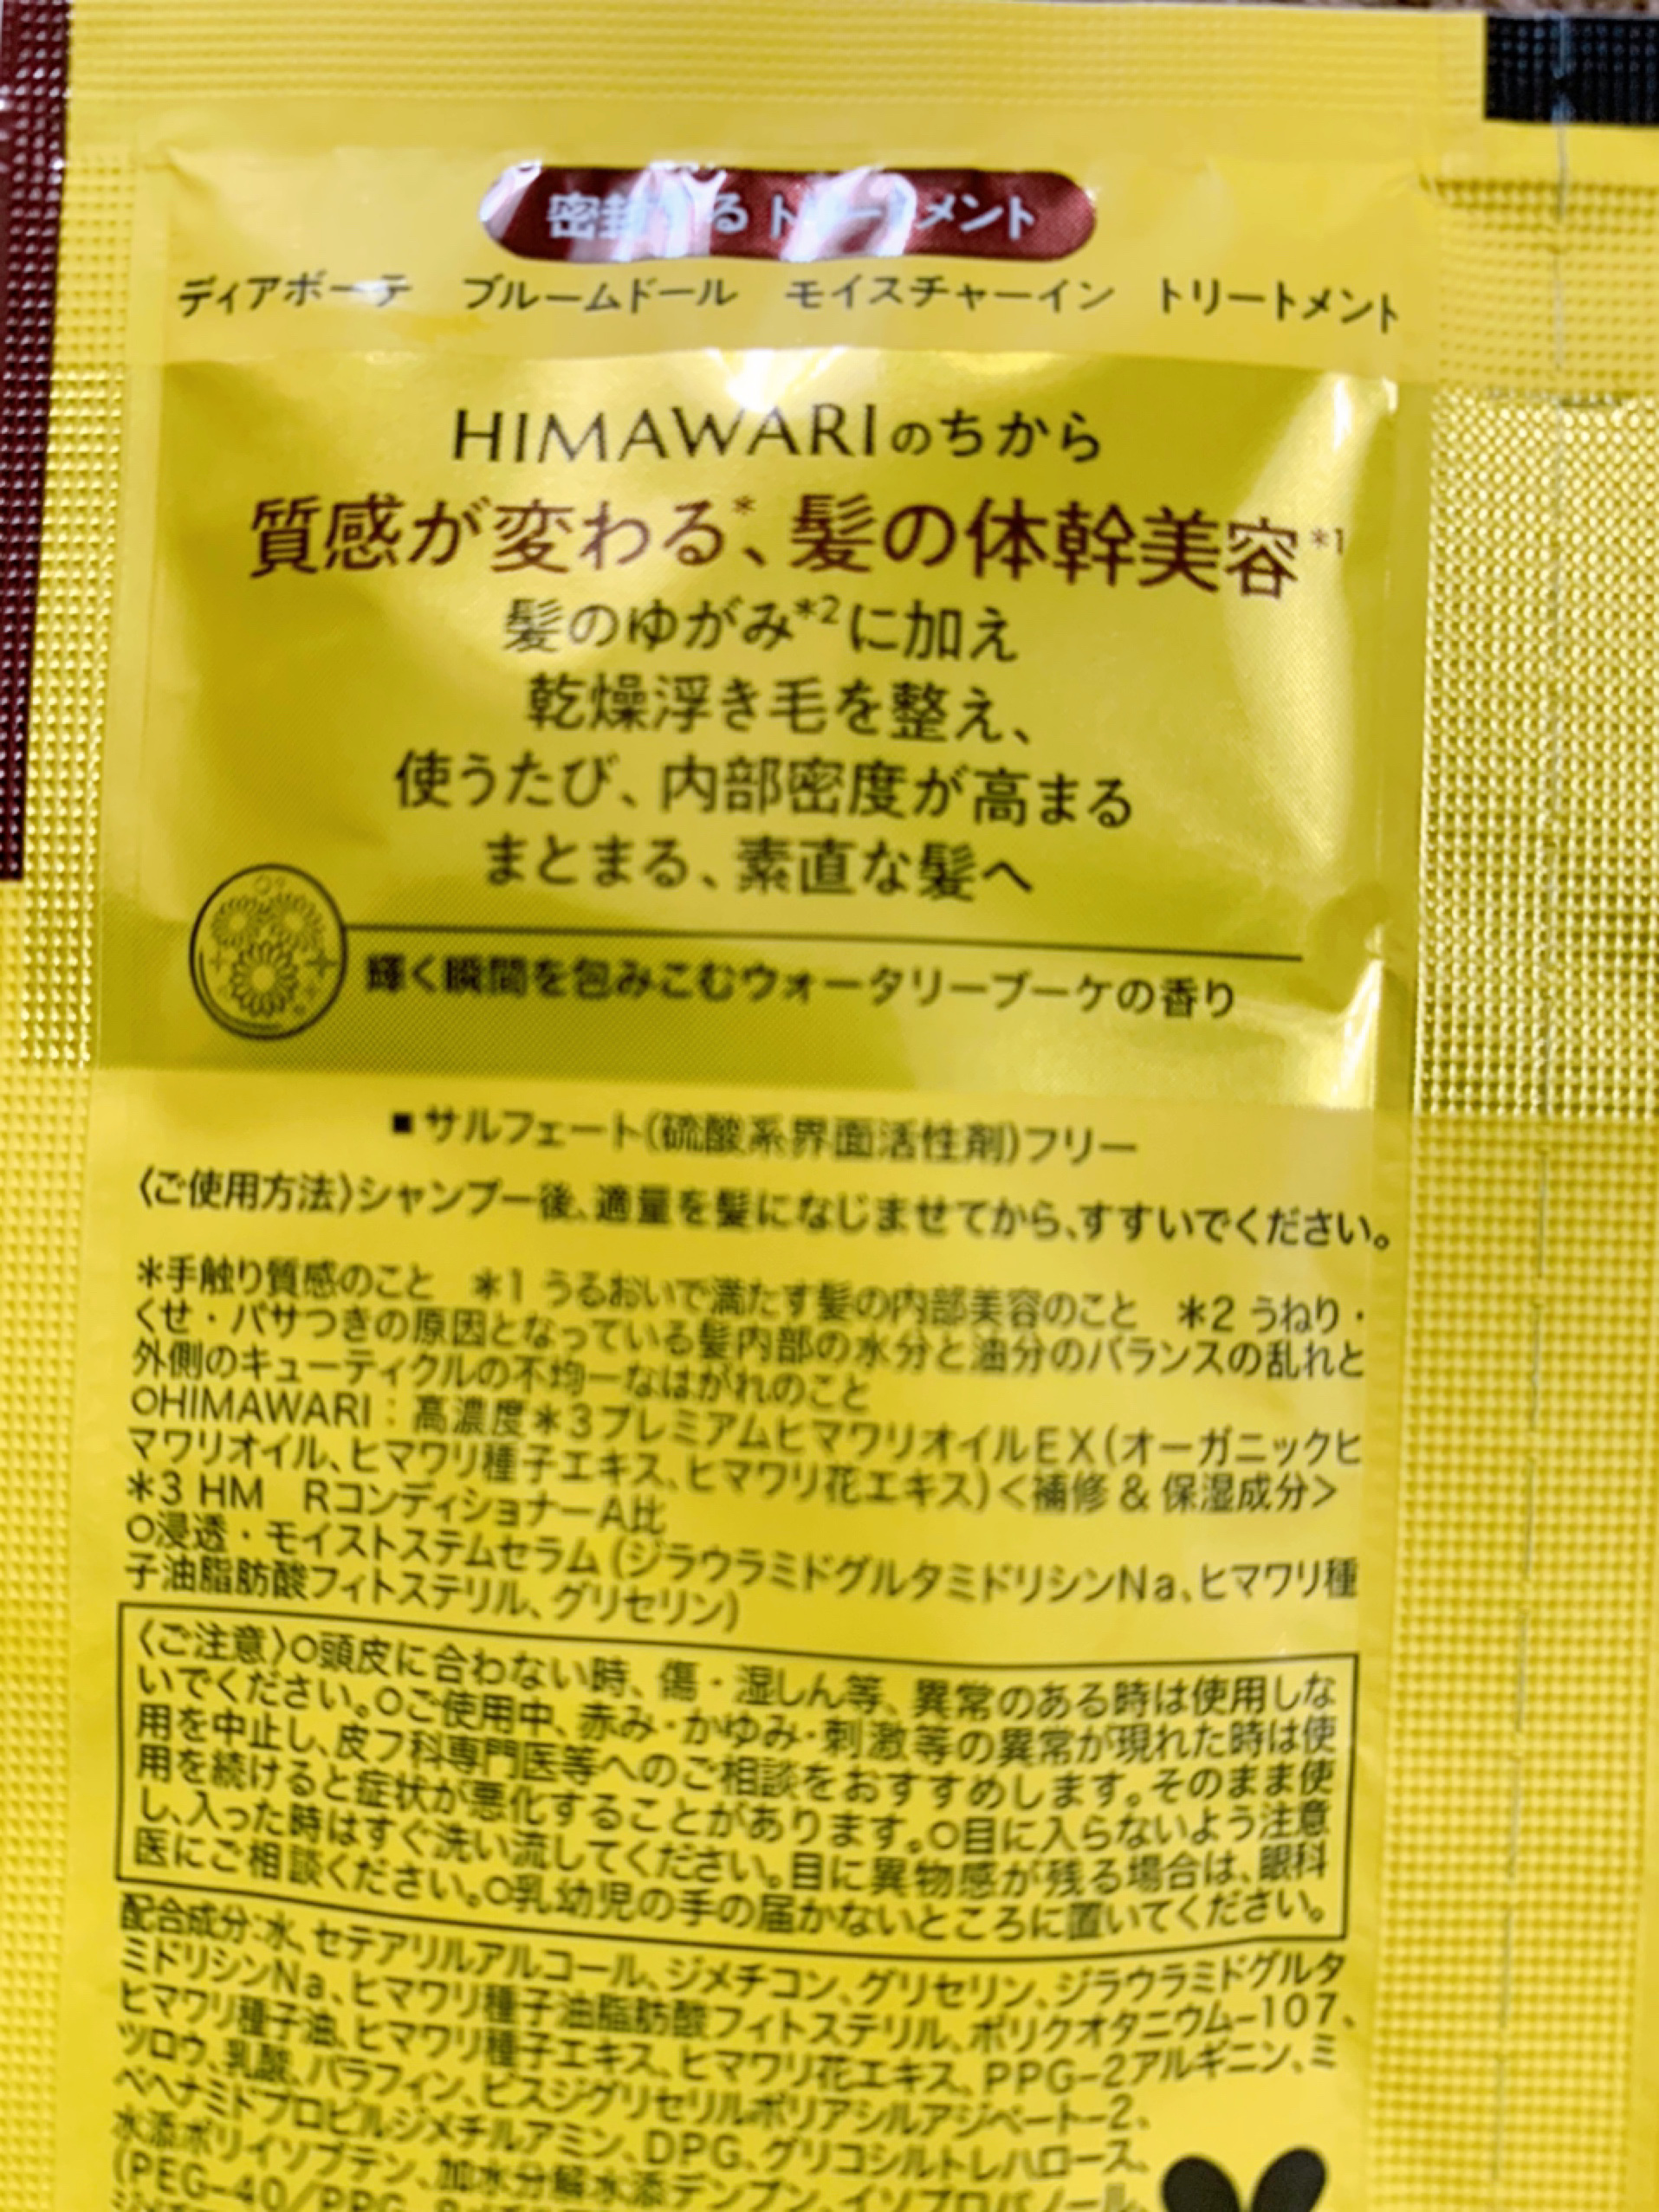 密封するトリートメント
ディアボーテ ブルームドール モイスチャーイン トリートメント
HIMAWARIのちから
質感が変わる*、髪の体幹美容*1
髪のゆがみ*2に加え
乾燥浮き毛を整え、
使うたび、内部密度が高まる
まとまる、素直な髪へ
輝く瞬間を包みこむウォータリーブーケの香り
■サルフェート(硫酸系界面活性剤)フリー
〈ご使用方法〉シャンプー後、適量を髪になじませてから、すすいでください。
*手触り質感のこと *1 うるおいで満たす髪の内部美容のこと *2 うねり・
くせ・パサつきの原因となっている髪内部の水分と油分のバランスの乱れと
外側のキューティクルの不均一なはがれのこと
○HIMAWARI:高濃度*3プレミアムヒマワリオイルEX(オーガニックヒ
マワリオイル、ヒマワリ種子エキス、ヒマワリ花エキス)<補修 & 保湿成分>
*3 HM RコンディショナーA比
○浸透・モイストステムセラム(ジラウラミドグルタミドリシンNa、ヒマワリ種
子油脂肪酸フィトステリル、グリセリン)
〈ご注意〉○頭皮に合わない時、傷・湿しん等、異常のある時は使用しな
いでください。○ご使用中、赤み・かゆみ・刺激等の異常が現れた時は使
用を中止し、皮フ科専門医等へのご相談をおすすめします。そのまま使
用を続けると症状が悪化することがあります。○目に入らないよう注意
し、入った時はすぐ洗い流してください。目に異物感が残る場合は、眼科
医にご相談ください。○乳幼児の手の届かないところに置いてください。
配合成分:水、セテアリルアルコール、ジメチコン、グリセリン、ジラウラミドグルタ
ミドリシンNa、ヒマワリ種子油脂肪酸フィトステリル、ポリクオタニウム-107、
ヒマワリ種子油、ヒマワリ種子エキス、ヒマワリ花エキス、PPG-2アルギニン、ミ
ツロウ、乳酸、パラフィン、ビスジグリセリルポリアシルアジペート-2、
ベヘナミドプロピルジメチルアミン、DPG、グリコシルトレハロース、
水添ポリイソブテン、加水分解水添デンプン、イソプロパノール、
(PEG-40/PPG-8